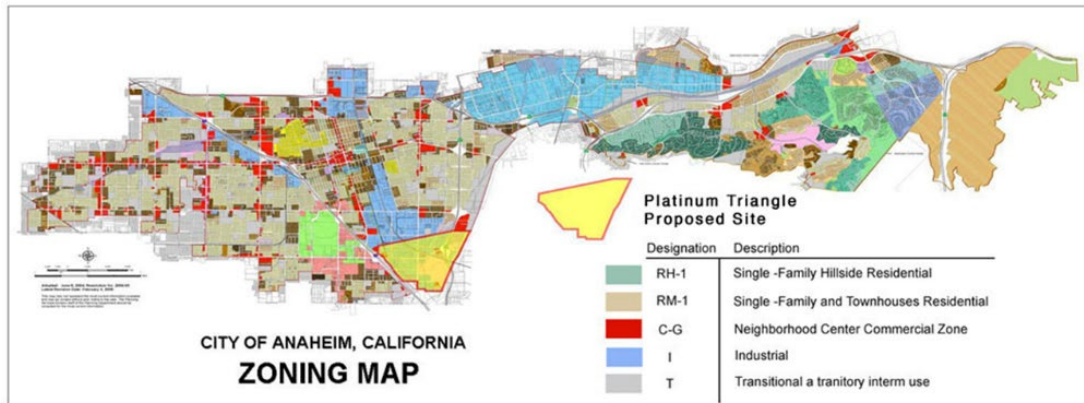 Platinum Triangle
Proposed Site
Designation Description
RH-1 Single -Family Hillside Residential
RM-1 Single -Family and Townhouses Residential
C-G Neighborhood Center Commercial Zone
I Industrial
T Transitional a tranitory interm use
CITY OF ANAHEIM, CALIFORNIA
ZONING MAP